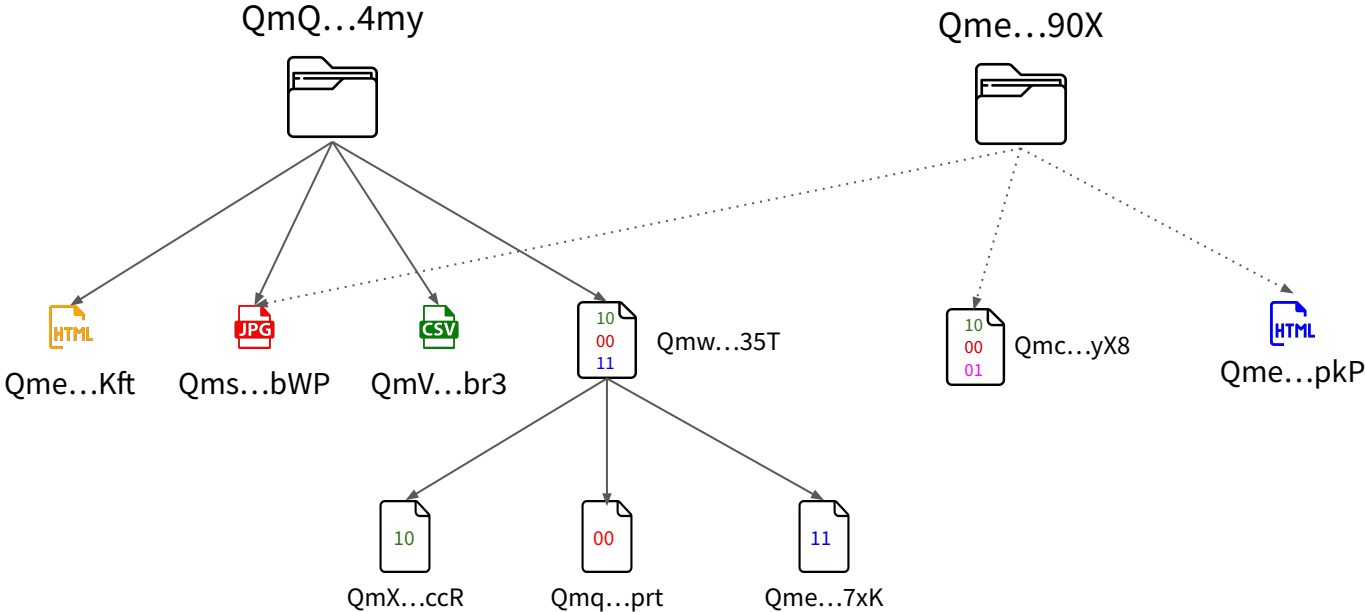 QmQ…4my
Qme…90X
HTML
Qme…Kft
JPG
Qms…bWP
CSV
QmV…br3
10
00
11
Qmw…35T
10
00
01
Qmc…yX8
HTML
Qme…pkP
10
QmX…ccR
00
Qmq…prt
11
Qme…7xK